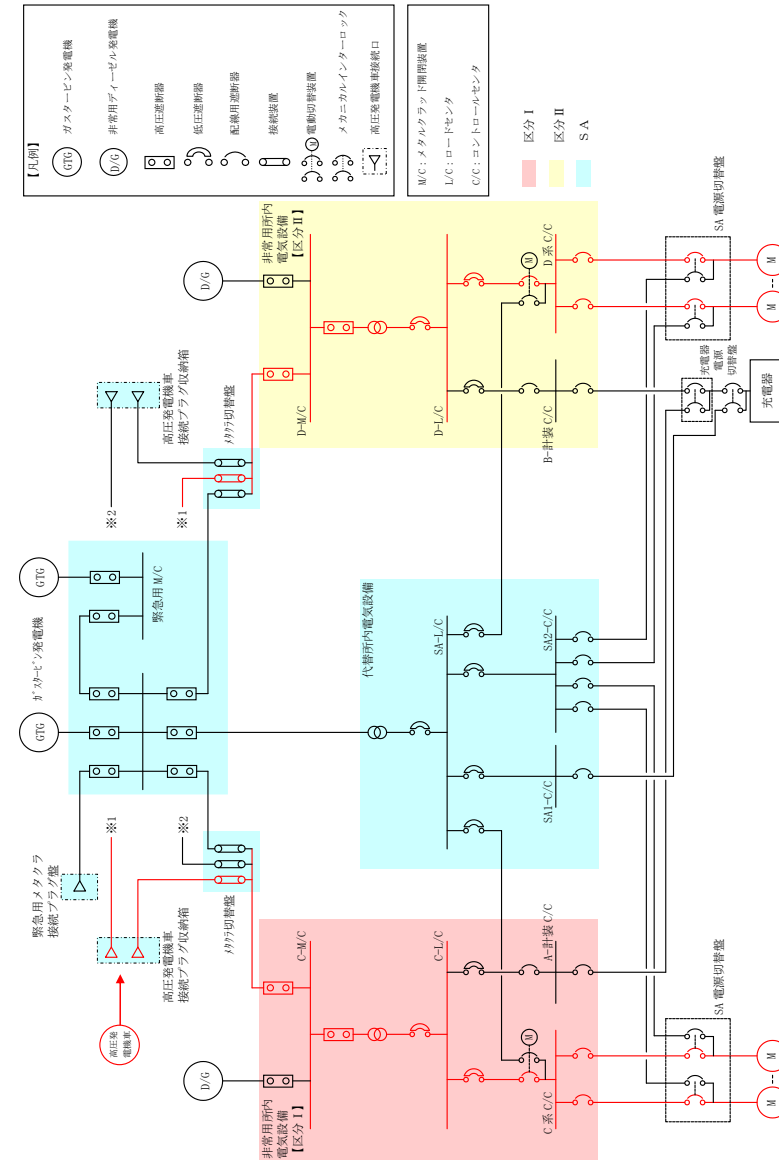 【凡例】
GTG
ガスタービン発電機
D/G
非常用ディーゼル発電機
高圧遮断器
低圧遮断器
配線用遮断器
接続装置
M
電動切替装置
メカニカルインターロック
高圧発電機車接続口
M/C：メタルクラッド開閉装置
L/C：ロードセンタ
C/C：コントロールセンタ
区分Ⅰ
区分Ⅱ
ＳＡ
緊急用メタクラ
接続プラグ盤
高圧発
電機車
高圧発電機車
接続プラグ収納箱
※1
※2
ﾒﾀｸﾗ切替盤
GTG
ｶﾞｽﾀｰﾋﾞﾝ発電機
GTG
緊急用 M/C
高圧発電機車
接続プラグ収納箱
※2
※1
ﾒﾀｸﾗ切替盤
D/G
非常用所内
電気設備
【区分Ⅰ】
C-M/C
C-L/C
M
C 系 C/C
A-計装 C/C
代替所内電気設備
SA-L/C
SA1-C/C
SA2-C/C
D/G
非常用所内
電気設備
【区分Ⅱ】
D-M/C
D-L/C
M
B-計装 C/C
D 系 C/C
SA 電源切替盤
M
M
充電器
電源
切替盤
充電器
SA 電源切替盤
M
M